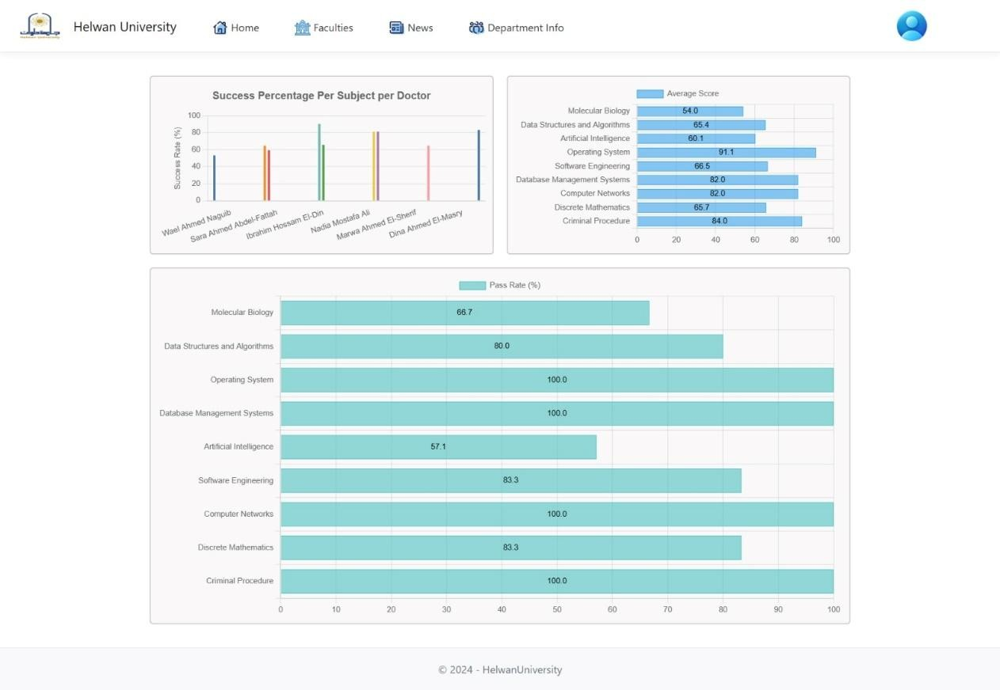 Helwan University
Helwan University
Home
Faculties
News
Department Info
Success Percentage Per Subject per Doctor
Success Rate (%)
100
80
60
40
20
0
Wael Ahmed Naguib
Sara Ahmed Abdel-Fattah
Ibrahim Hossam El-Din
Nadia Mostafa Ali
Marwa Ahmed El-Sherif
Dina Ahmed El-Masry
Average Score
Molecular Biology 54.0
Data Structures and Algorithms 65.4
Artificial Intelligence 60.1
Operating System 91.1
Software Engineering 66.5
Database Management Systems 82.0
Computer Networks 82.0
Discrete Mathematics 65.7
Criminal Procedure 84.0
0 20 40 60 80 100
Pass Rate (%)
Molecular Biology 66.7
Data Structures and Algorithms 80.0
Operating System 100.0
Database Management Systems 100.0
Artificial Intelligence 57.1
Software Engineering 83.3
Computer Networks 100.0
Discrete Mathematics 83.3
Criminal Procedure 100.0
0 10 20 30 40 50 60 70 80 90 100
© 2024 - HelwanUniversity